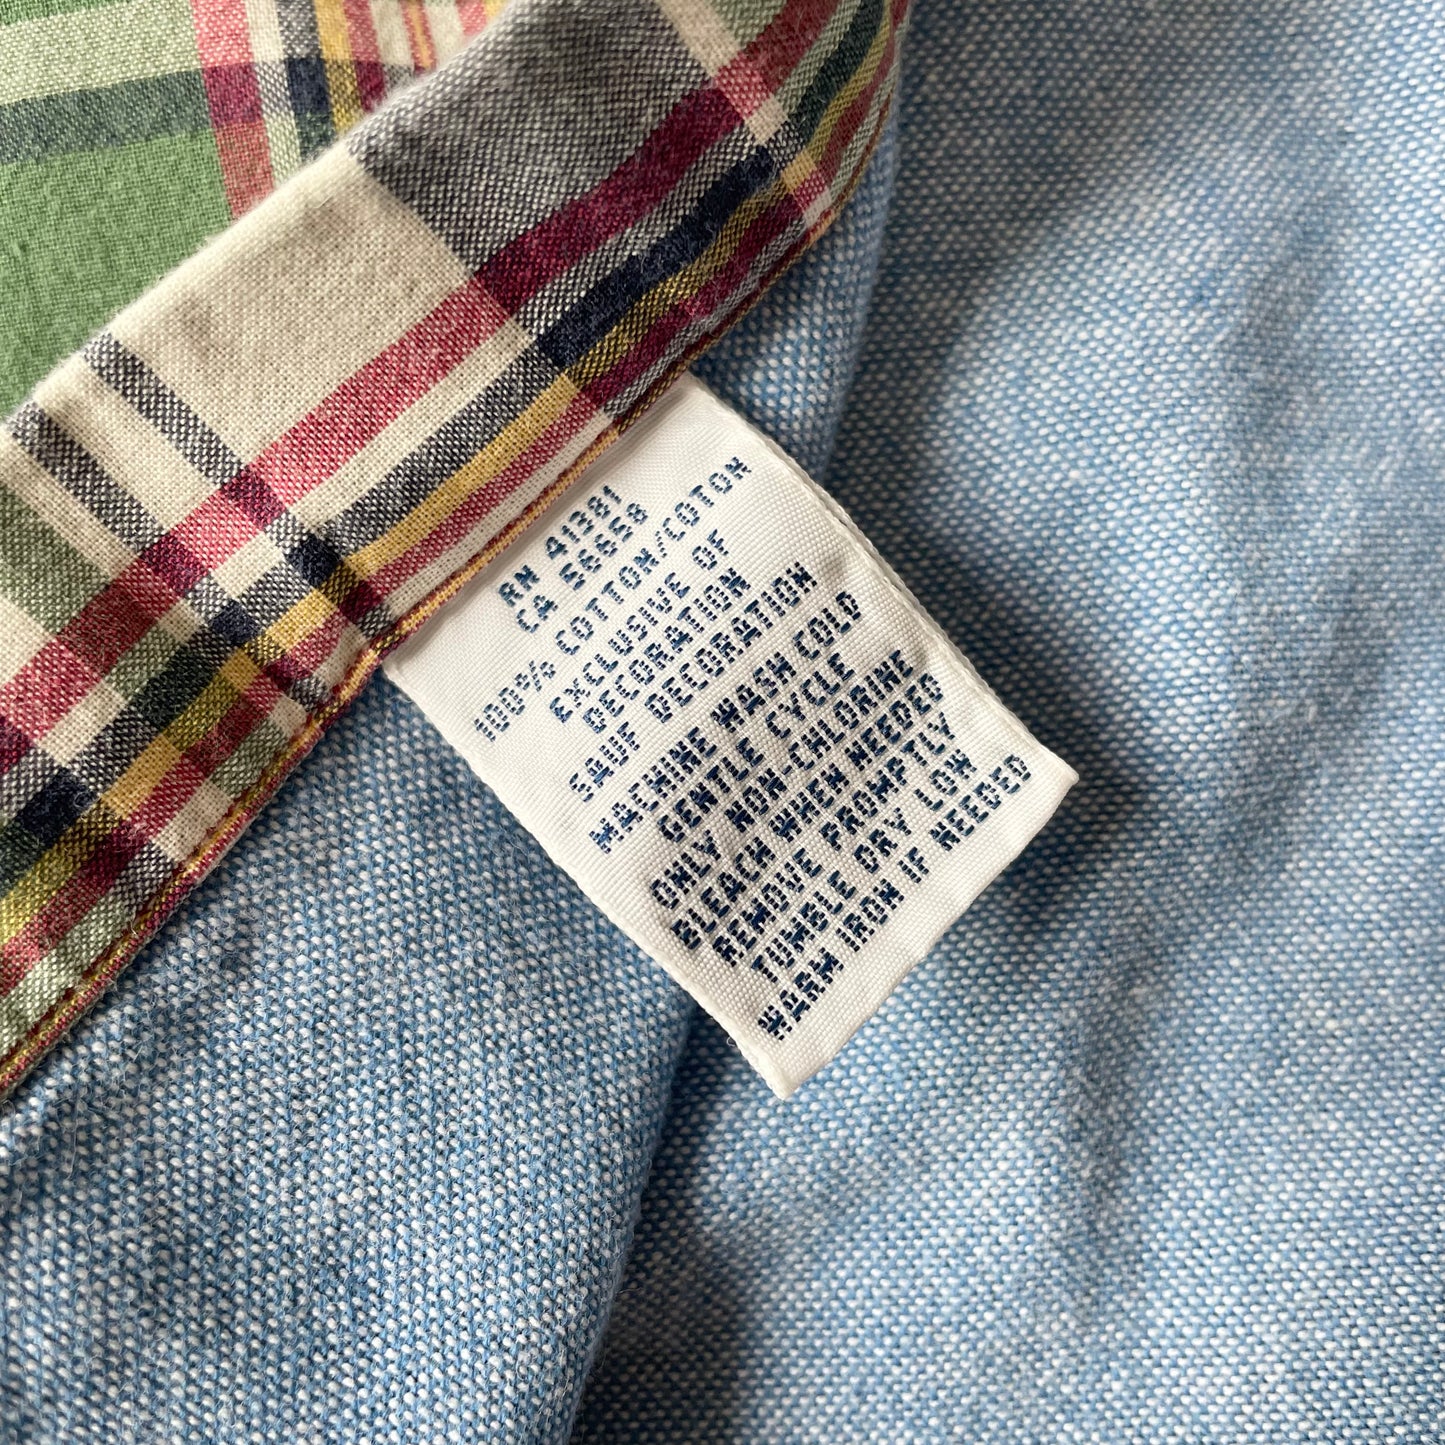 RN 41381
CA 56658
100% COTTON/COTON
EXCLUSIVE OF
DECORATION
SAUF DECORATION
MACHINE WASH COLD
GENTLE CYCLE
ONLY NON-CHLORINE
BLEACH WHEN NEEDED
REMOVE PROMPTLY
TUMBLE DRY LOW
WARM IRON IF NEEDED